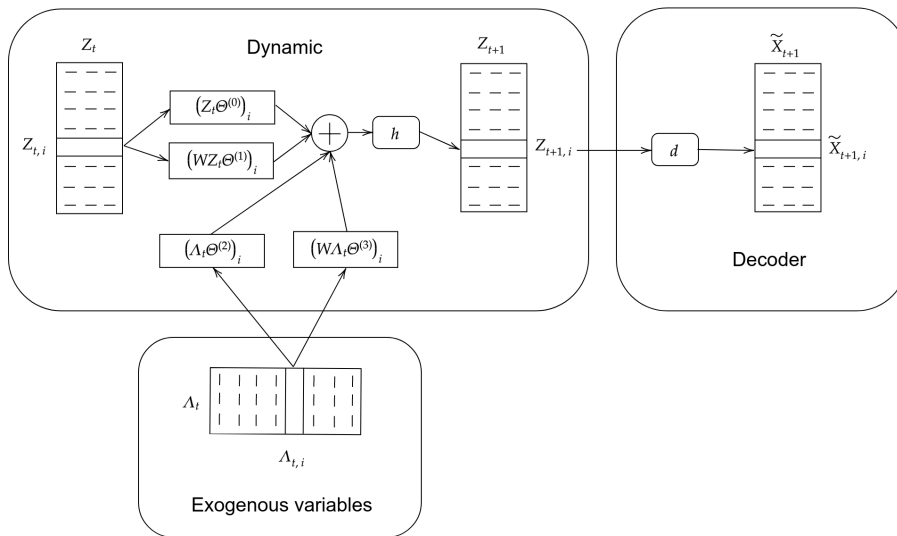 Dynamic
Z_t
Z_{t, i}
(Z_tΘ^{(0)})_i
(WZ_tΘ^{(1)})_i
+
h
Z_{t+1}
Z_{t+1, i}
(Λ_tΘ^{(2)})_i
(WΛ_tΘ^{(3)})_i
d
X̃_{t+1}
X̃_{t+1, i}
Decoder
Λ_t
Λ_{t, i}
Exogenous variables